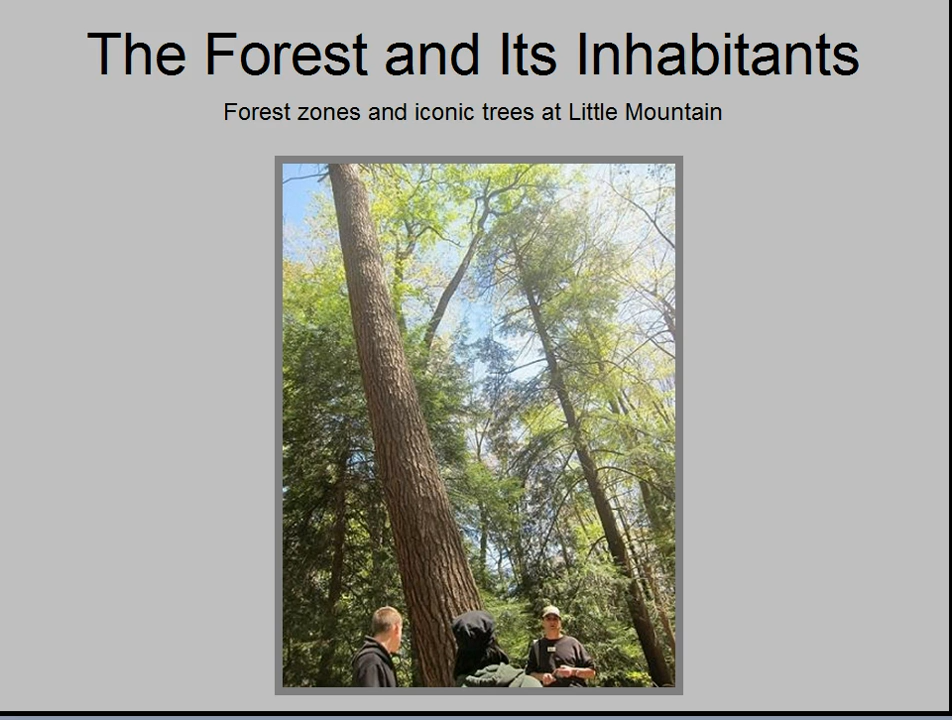 The Forest and Its Inhabitants
Forest zones and iconic trees at Little Mountain